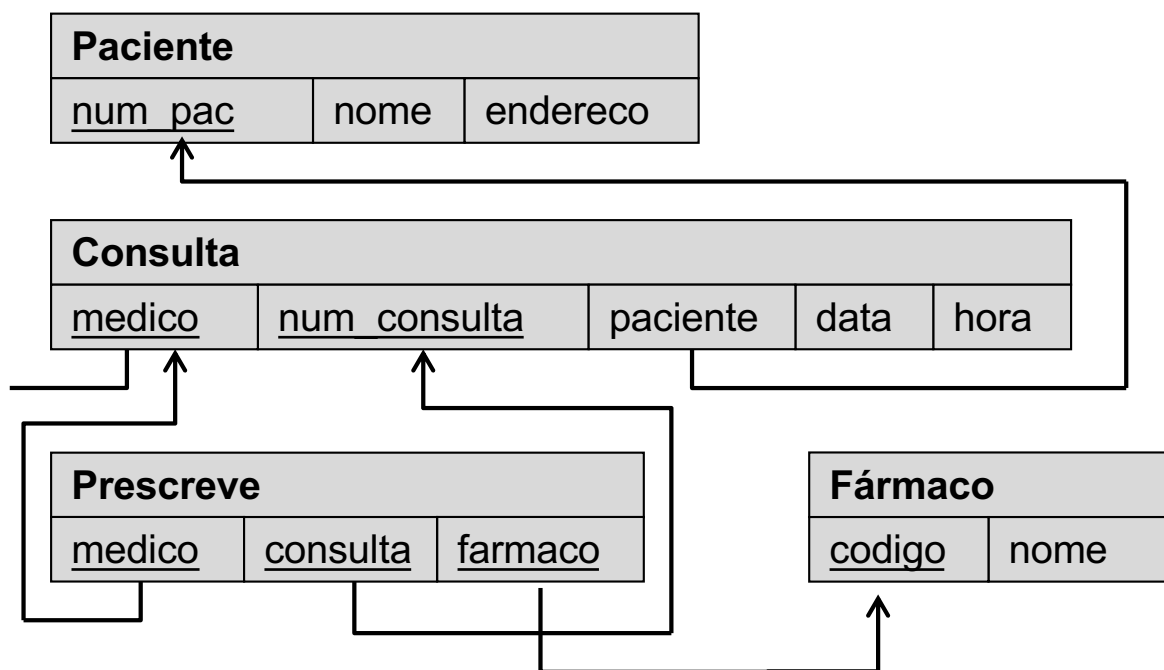 Paciente
num_pac nome endereco
Consulta
medico num_consulta paciente data hora
Prescreve
medico consulta farmaco
Fármaco
codigo nome